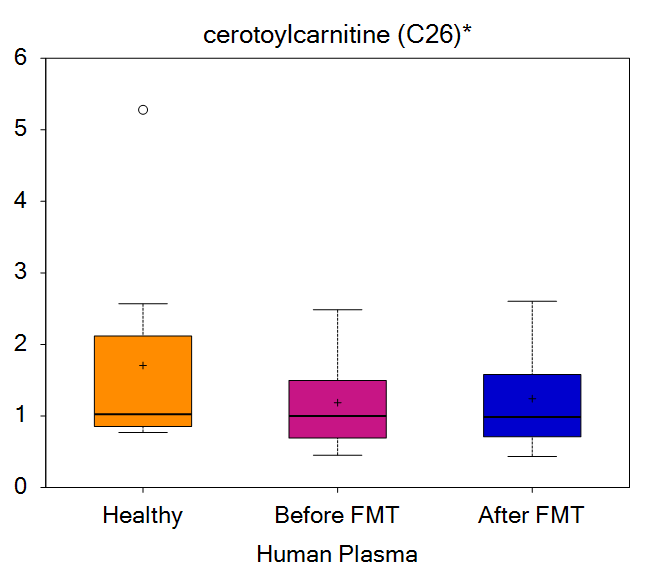 cerotoylcarnitine (C26)*
6
5
4
3
2
1
0
Healthy Before FMT After FMT
Human Plasma